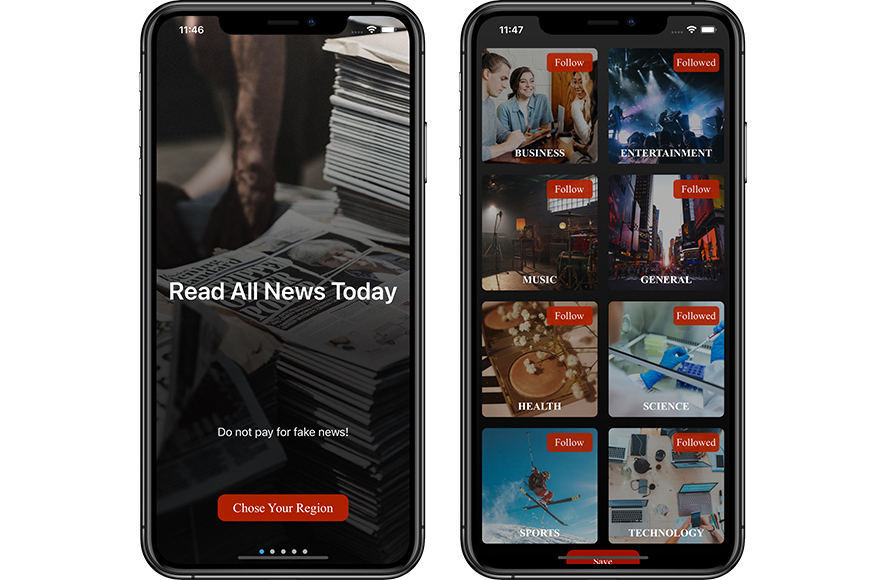 11:46
Read All News Today
Do not pay for fake news!
Chose Your Region
11:47
Follow
Followed
BUSINESS
ENTERTAINMENT
Follow
Follow
MUSIC
GENERAL
Follow
Followed
HEALTH
SCIENCE
Follow
Followed
SPORTS
TECHNOLOGY
Save